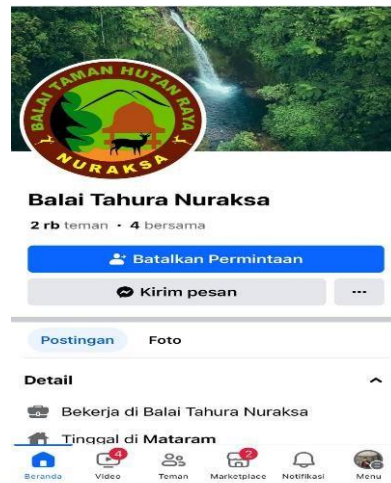 BALAI TAMAN HUTAN RAYA
NURAKSA
Balai Tahura Nuraksa
2 rb teman • 4 bersama
Batalkan Permintaan
Kirim pesan
...
Postingan Foto
Detail
Bekerja di Balai Tahura Nuraksa
Tinggal di Mataram
4 2
Beranda Video Teman Marketplace Notifikasi Menu